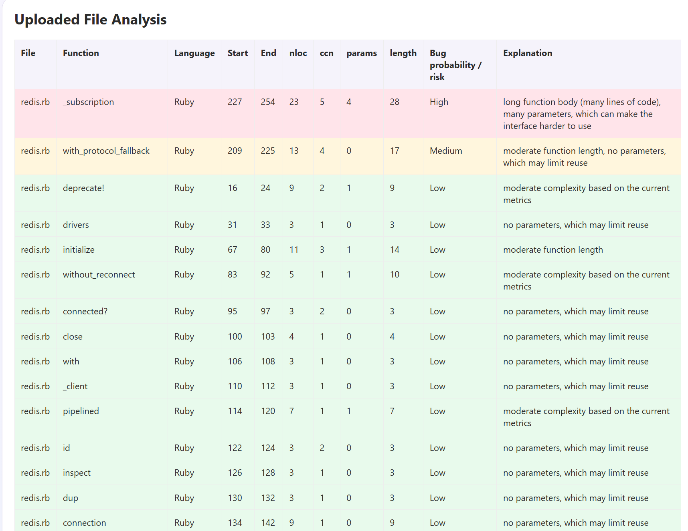 Uploaded File Analysis
File Function Language Start End nloc ccn params length Bug probability / risk Explanation
redis.rb _subscription Ruby 227 254 23 5 4 28 High long function body (many lines of code), many parameters, which can make the interface harder to use
redis.rb with_protocol_fallback Ruby 209 225 13 4 0 17 Medium moderate function length, no parameters, which may limit reuse
redis.rb deprecate! Ruby 16 24 9 2 1 9 Low moderate complexity based on the current metrics
redis.rb drivers Ruby 31 33 3 1 0 3 Low no parameters, which may limit reuse
redis.rb initialize Ruby 67 80 11 3 1 14 Low moderate function length
redis.rb without_reconnect Ruby 83 92 5 1 1 10 Low moderate complexity based on the current metrics
redis.rb connected? Ruby 95 97 3 2 0 3 Low no parameters, which may limit reuse
redis.rb close Ruby 100 103 4 1 0 4 Low no parameters, which may limit reuse
redis.rb with Ruby 106 108 3 1 0 3 Low no parameters, which may limit reuse
redis.rb _client Ruby 110 112 3 1 0 3 Low no parameters, which may limit reuse
redis.rb pipelined Ruby 114 120 7 1 1 7 Low moderate complexity based on the current metrics
redis.rb id Ruby 122 124 3 2 0 3 Low no parameters, which may limit reuse
redis.rb inspect Ruby 126 128 3 1 0 3 Low no parameters, which may limit reuse
redis.rb dup Ruby 130 132 3 1 0 3 Low no parameters, which may limit reuse
redis.rb connection Ruby 134 142 9 1 0 9 Low no parameters, which may limit reuse